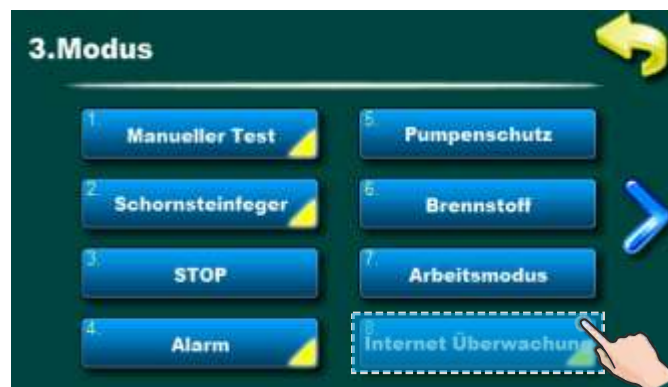 3.Modus
1. Manueller Test
2. Schornsteinfeger
3. STOP
4. Alarm
5. Pumpenschutz
6. Brennstoff
7. Arbeitsmodus
8. Internet Überwachung